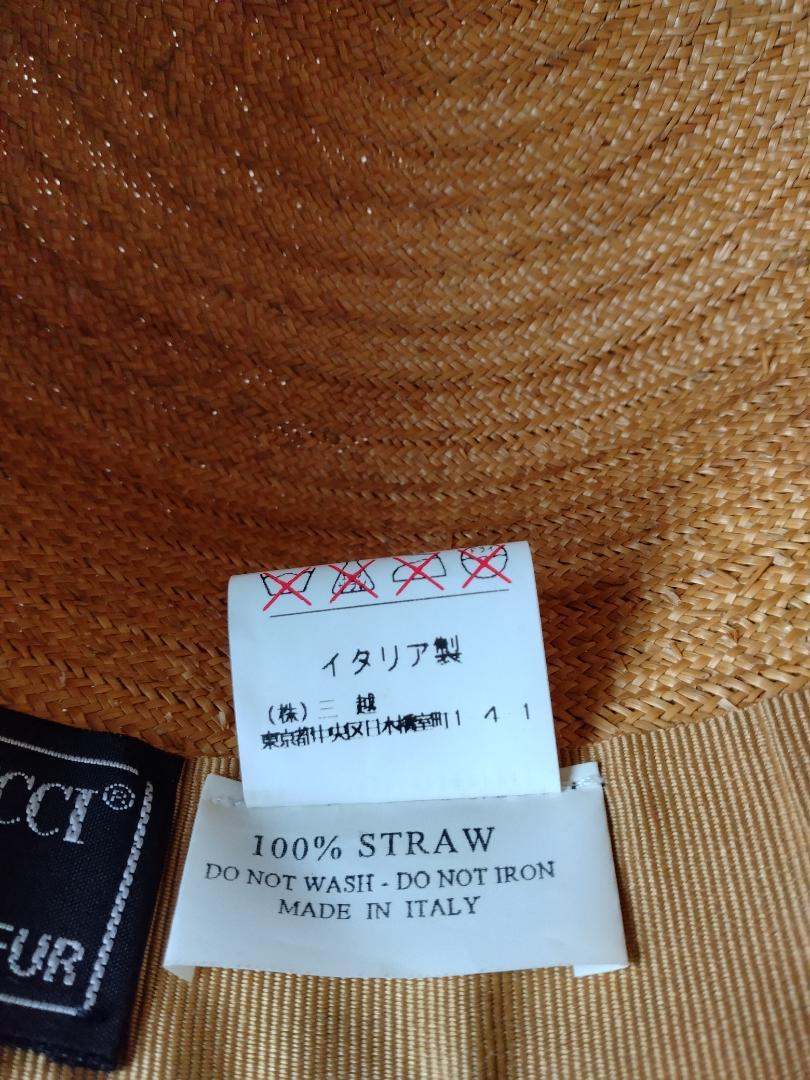 イタリア製
(株) 三 越
東京都中央区日本橋室町1 4 1
CCI®
FUR
100% STRAW
DO NOT WASH - DO NOT IRON
MADE IN ITALY